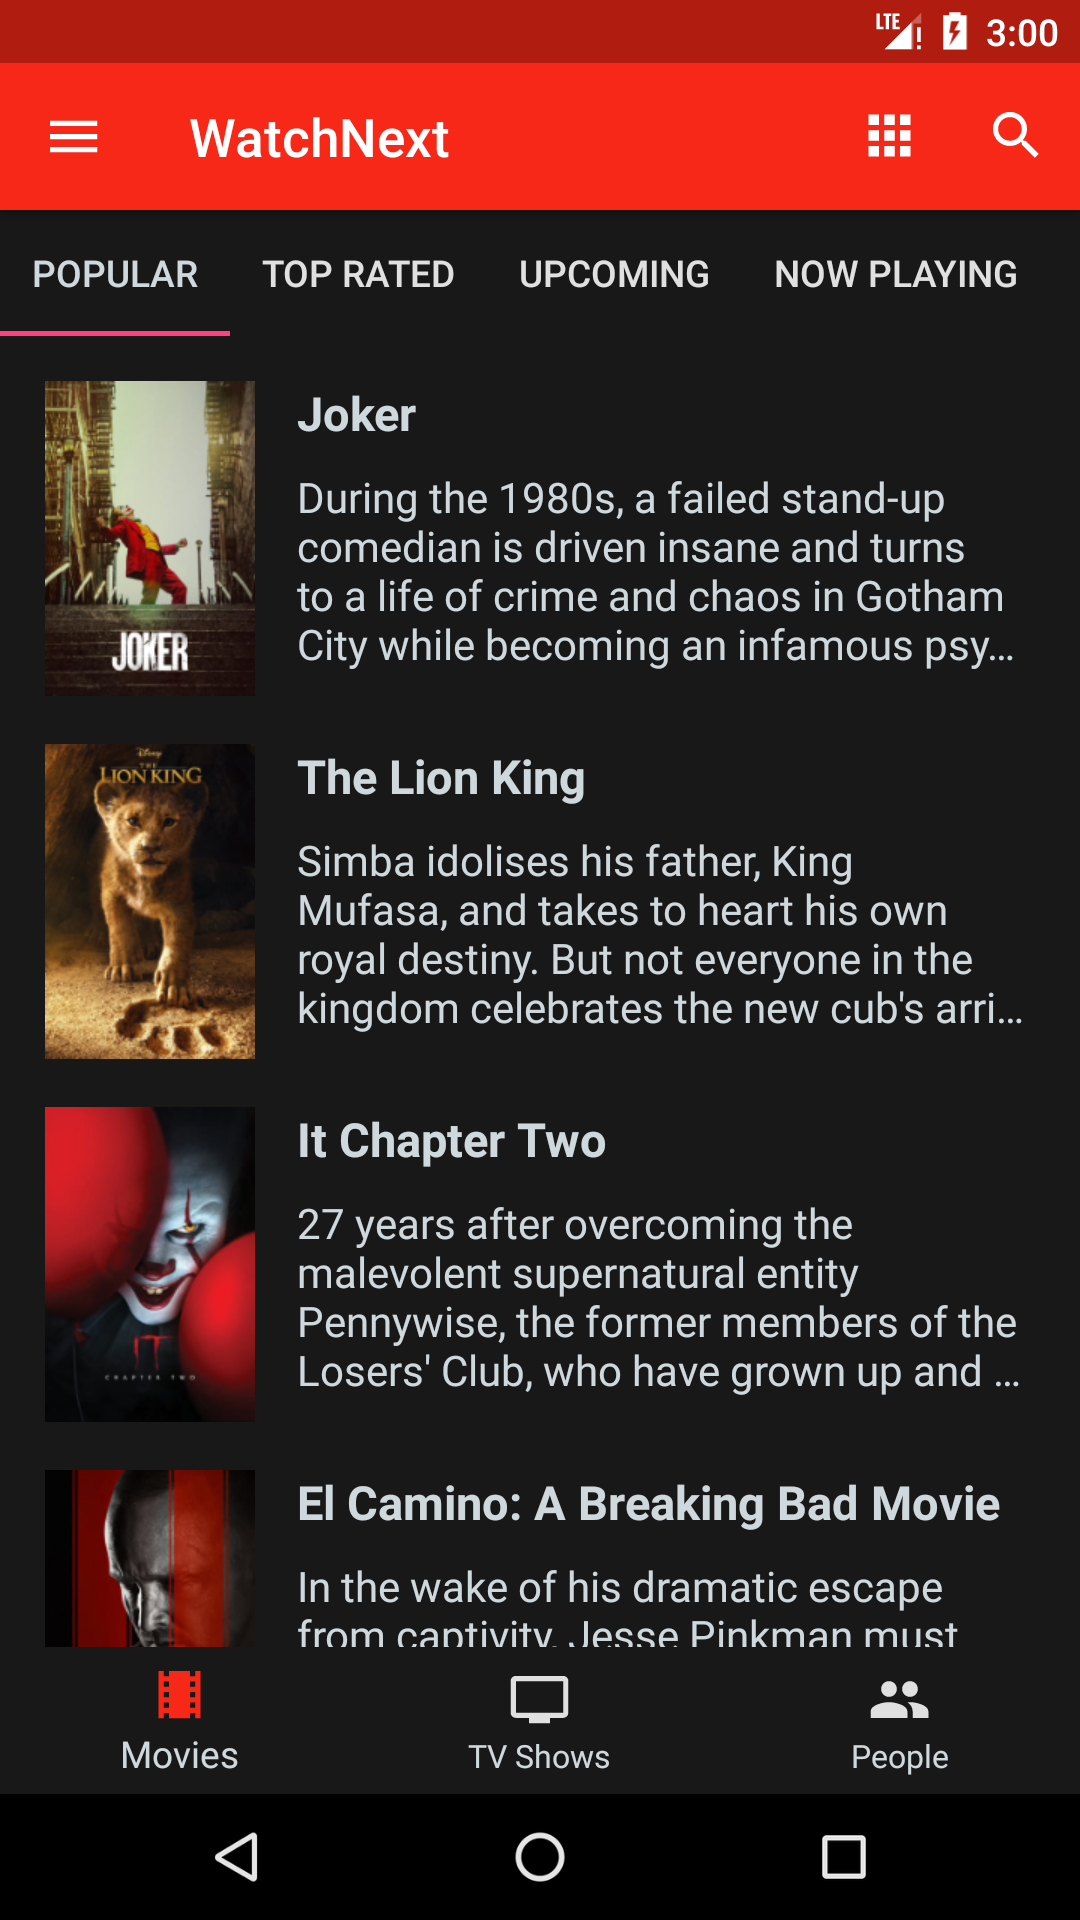 LTE 3:00
WatchNext
POPULAR TOP RATED UPCOMING NOW PLAYING
JOKER
Joker
During the 1980s, a failed stand-up
comedian is driven insane and turns
to a life of crime and chaos in Gotham
City while becoming an infamous psy...
Disney
THE
LION KING
The Lion King
Simba idolises his father, King
Mufasa, and takes to heart his own
royal destiny. But not everyone in the
kingdom celebrates the new cub's arri...
IT
CHAPTER TWO
It Chapter Two
27 years after overcoming the
malevolent supernatural entity
Pennywise, the former members of the
Losers' Club, who have grown up and ...
El Camino: A Breaking Bad Movie
In the wake of his dramatic escape
from captivity, Jesse Pinkman must
Movies TV Shows People